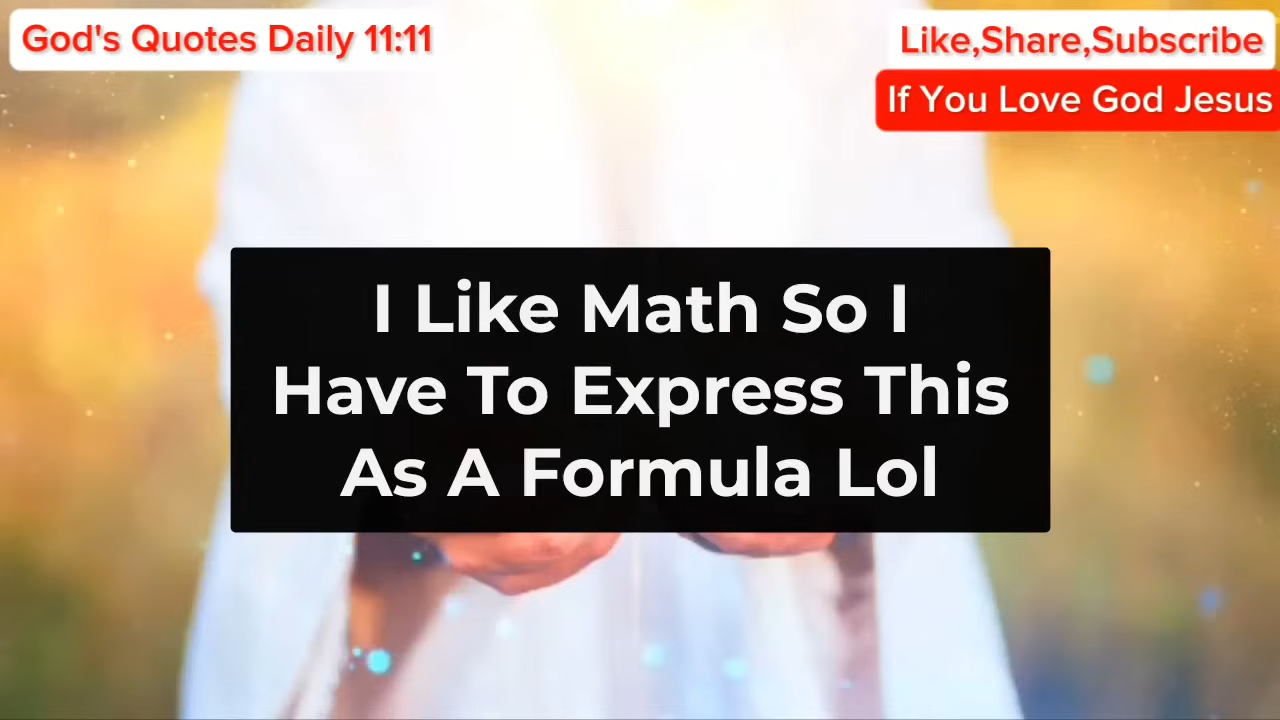 God's Quotes Daily 11:11
Like,Share,Subscribe
If You Love God Jesus
I Like Math So I
Have To Express This
As A Formula Lol